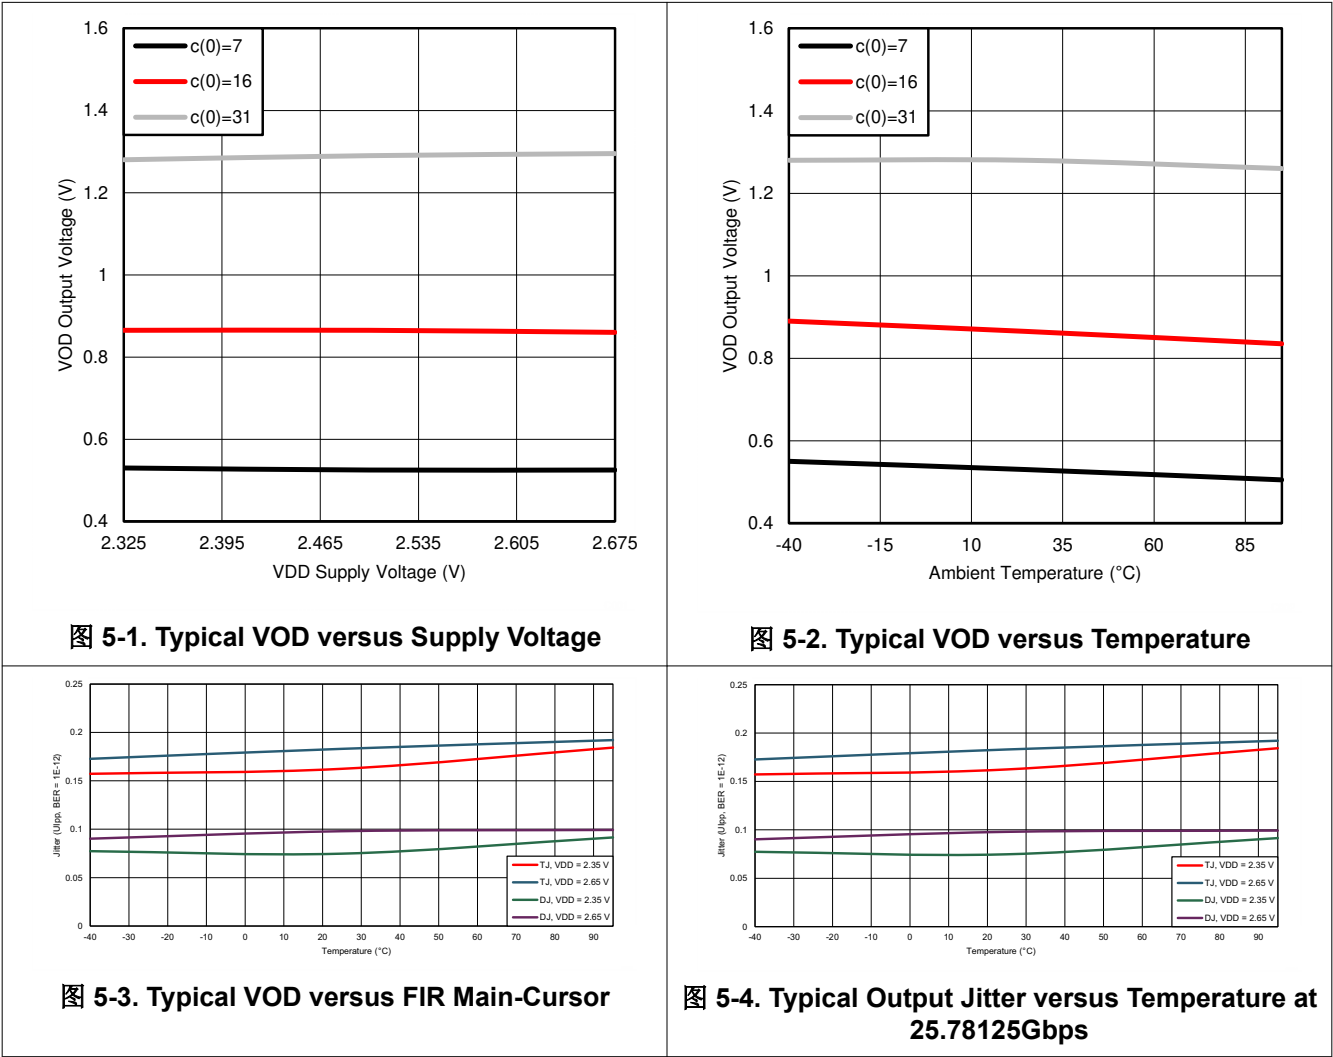 1.6
1.4
1.2
1
0.8
0.6
0.4
c(0)=7
c(0)=16
c(0)=31
VOD Output Voltage (V)
2.325 2.395 2.465 2.535 2.605 2.675
VDD Supply Voltage (V)
图 5-1. Typical VOD versus Supply Voltage
1.6
1.4
1.2
1
0.8
0.6
0.4
c(0)=7
c(0)=16
c(0)=31
VOD Output Voltage (V)
-40 -15 10 35 60 85
Ambient Temperature (°C)
图 5-2. Typical VOD versus Temperature
0.25
0.2
0.15
0.1
0.05
0
Jitter (UIpp, BER = 1E-12)
TJ, VDD = 2.35 V
TJ, VDD = 2.65 V
DJ, VDD = 2.35 V
DJ, VDD = 2.65 V
-40 -30 -20 -10 0 10 20 30 40 50 60 70 80 90
Temperature (°C)
图 5-3. Typical VOD versus FIR Main-Cursor
0.25
0.2
0.15
0.1
0.05
0
Jitter (UIpp, BER = 1E-12)
TJ, VDD = 2.35 V
TJ, VDD = 2.65 V
DJ, VDD = 2.35 V
DJ, VDD = 2.65 V
-40 -30 -20 -10 0 10 20 30 40 50 60 70 80 90
Temperature (°C)
图 5-4. Typical Output Jitter versus Temperature at
25.78125Gbps